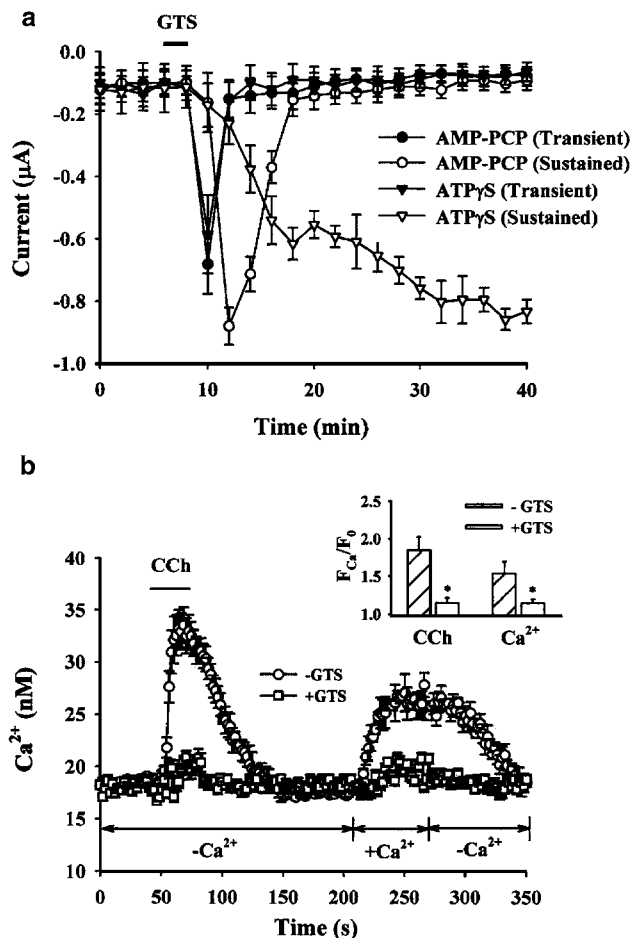 a
GTS
0.0
-0.2
-0.4
-0.6
-0.8
-1.0
Current (µA)
AMP-PCP (Transient)
AMP-PCP (Sustained)
ATPγS (Transient)
ATPγS (Sustained)
0 10 20 30 40
Time (min)
b
2.5
2.0
1.5
1.0
F_Ca/F_0
- GTS
+GTS
*
*
CCh Ca²⁺
40
35
30
25
20
15
10
Ca²⁺ (nM)
CCh
-GTS
+GTS
-Ca²⁺ +Ca²⁺ -Ca²⁺
0 50 100 150 200 250 300 350
Time (s)